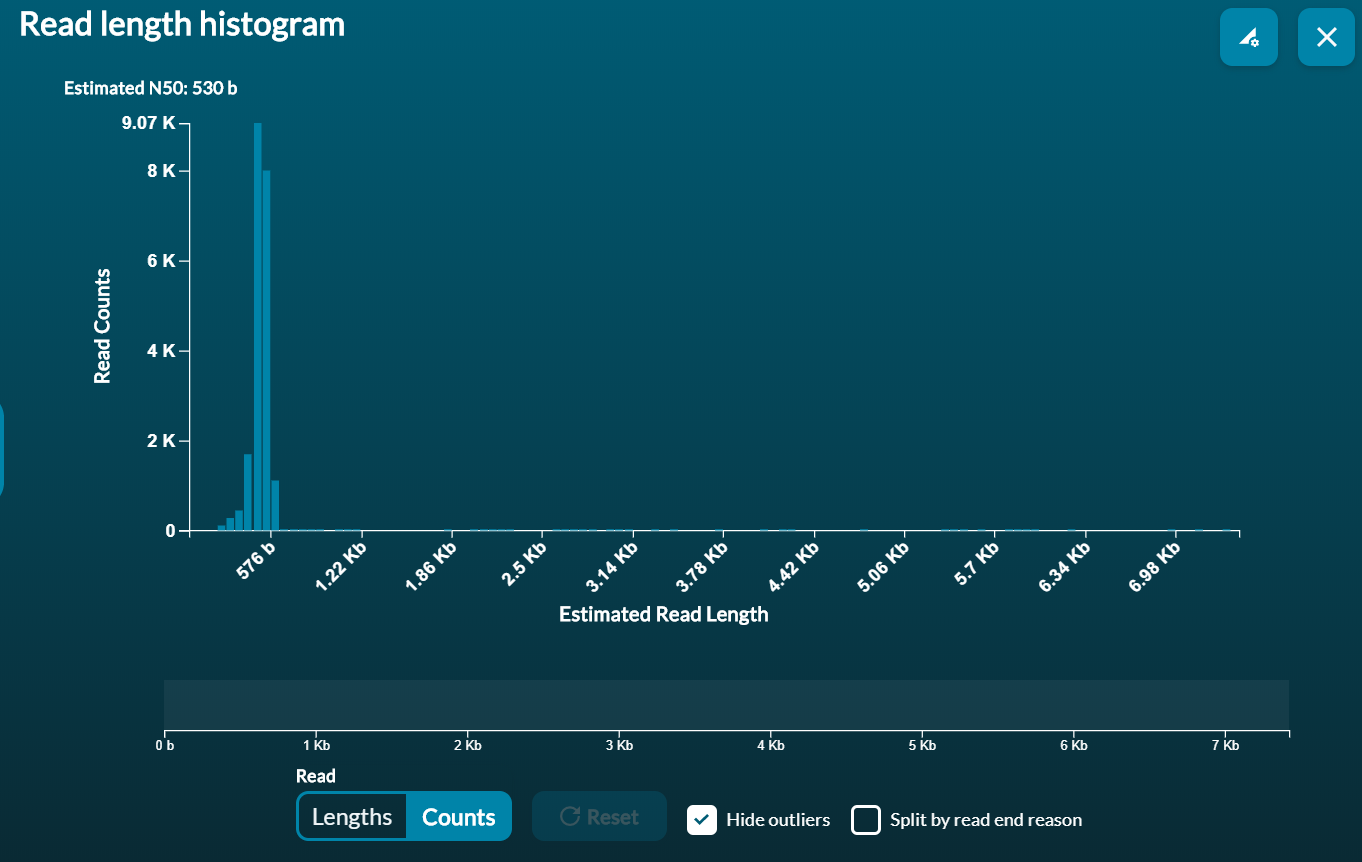 Read length histogram
Estimated N50: 530 b
9.07 K
8 K
6 K
4 K
2 K
0
Read Counts
576 b
1.22 Kb
1.86 Kb
2.5 Kb
3.14 Kb
3.78 Kb
4.42 Kb
5.06 Kb
5.7 Kb
6.34 Kb
6.98 Kb
Estimated Read Length
0 b
1 Kb
2 Kb
3 Kb
4 Kb
5 Kb
6 Kb
7 Kb
Read
Lengths
Counts
Reset
Hide outliers
Split by read end reason